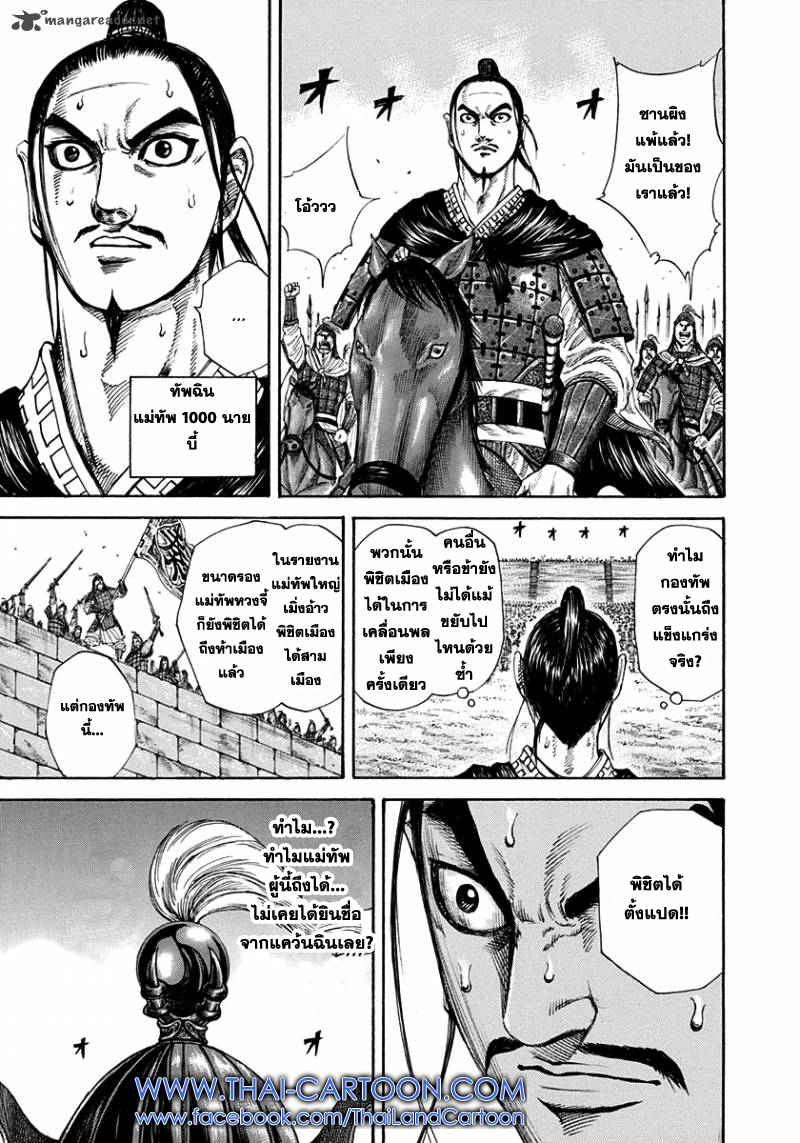 mangareader.net
ซานผิง
แพ้แล้ว!
มันเป็นของ
เราแล้ว!
โอ้ววว
...
ทัพฉิน
แม่ทัพ 1000 นาย
บี้
ทำไม
กองทัพ
ตรงนั้นถึง
แข็งแกร่ง
จริง?
คนอื่น
หรือข้ายัง
ไม่ได้แม้
ขยับไป
ไหนด้วย
ซ้ำ
พวกนั้น
พิชิตเมือง
ได้ในการ
เคลื่อนพล
เพียง
ครั้งเดียว
ในรายงาน
แม่ทัพใหญ่
เมิ่งอ้าว
พิชิตเมือง
ได้สาม
เมือง
ขนาดรอง
แม่ทัพหวงจี้
ก็ยังพิชิตได้
ถึงห้าเมือง
แล้ว
แต่กองทัพ
นี้...
พิชิตได้
ตั้งแปด!!
ทำไม...?
ทำไมแม่ทัพ
ผู้นี้ถึงได้...
ไม่เคยได้ยินชื่อ
จากแคว้นฉินเลย?
WWW.THAI-CARTOON.COM
www.facebook.com/ThaiLandCartoon